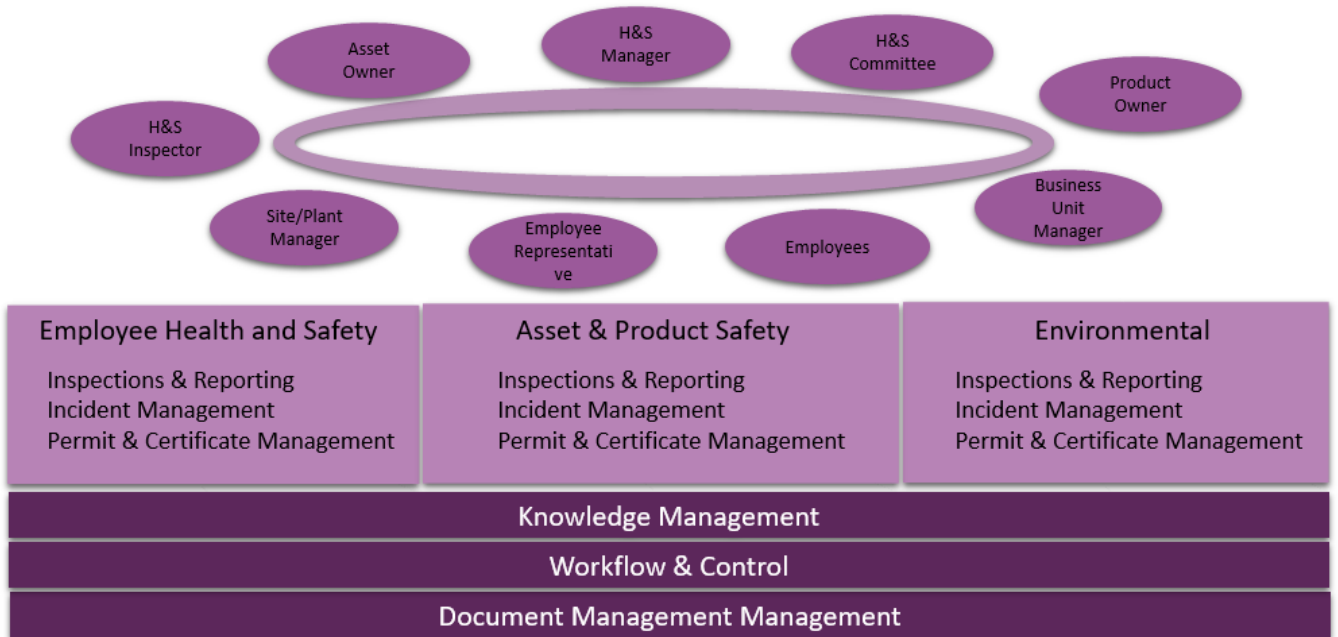 Asset
Owner
H&S
Manager
H&S
Committee
Product
Owner
H&S
Inspector
Business
Unit
Manager
Site/Plant
Manager
Employee
Representati
ve
Employees
Employee Health and Safety
Inspections & Reporting
Incident Management
Permit & Certificate Management
Asset & Product Safety
Inspections & Reporting
Incident Management
Permit & Certificate Management
Environmental
Inspections & Reporting
Incident Management
Permit & Certificate Management
Knowledge Management
Workflow & Control
Document Management Management